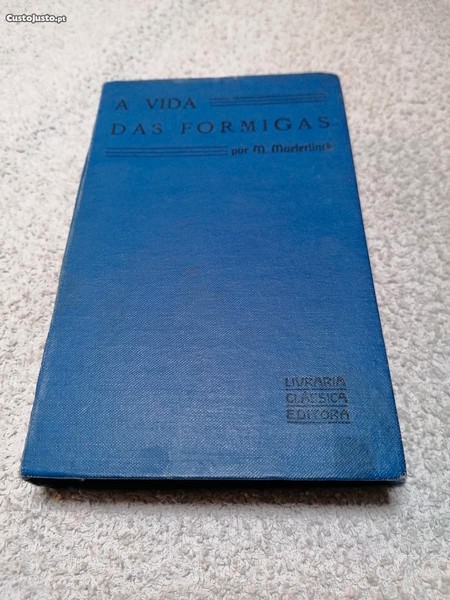 CustoJusto.pt
A VIDA
DAS FORMIGAS
por M. Maeterlinck
LIVRARIA
CLÁSSICA
EDITORA